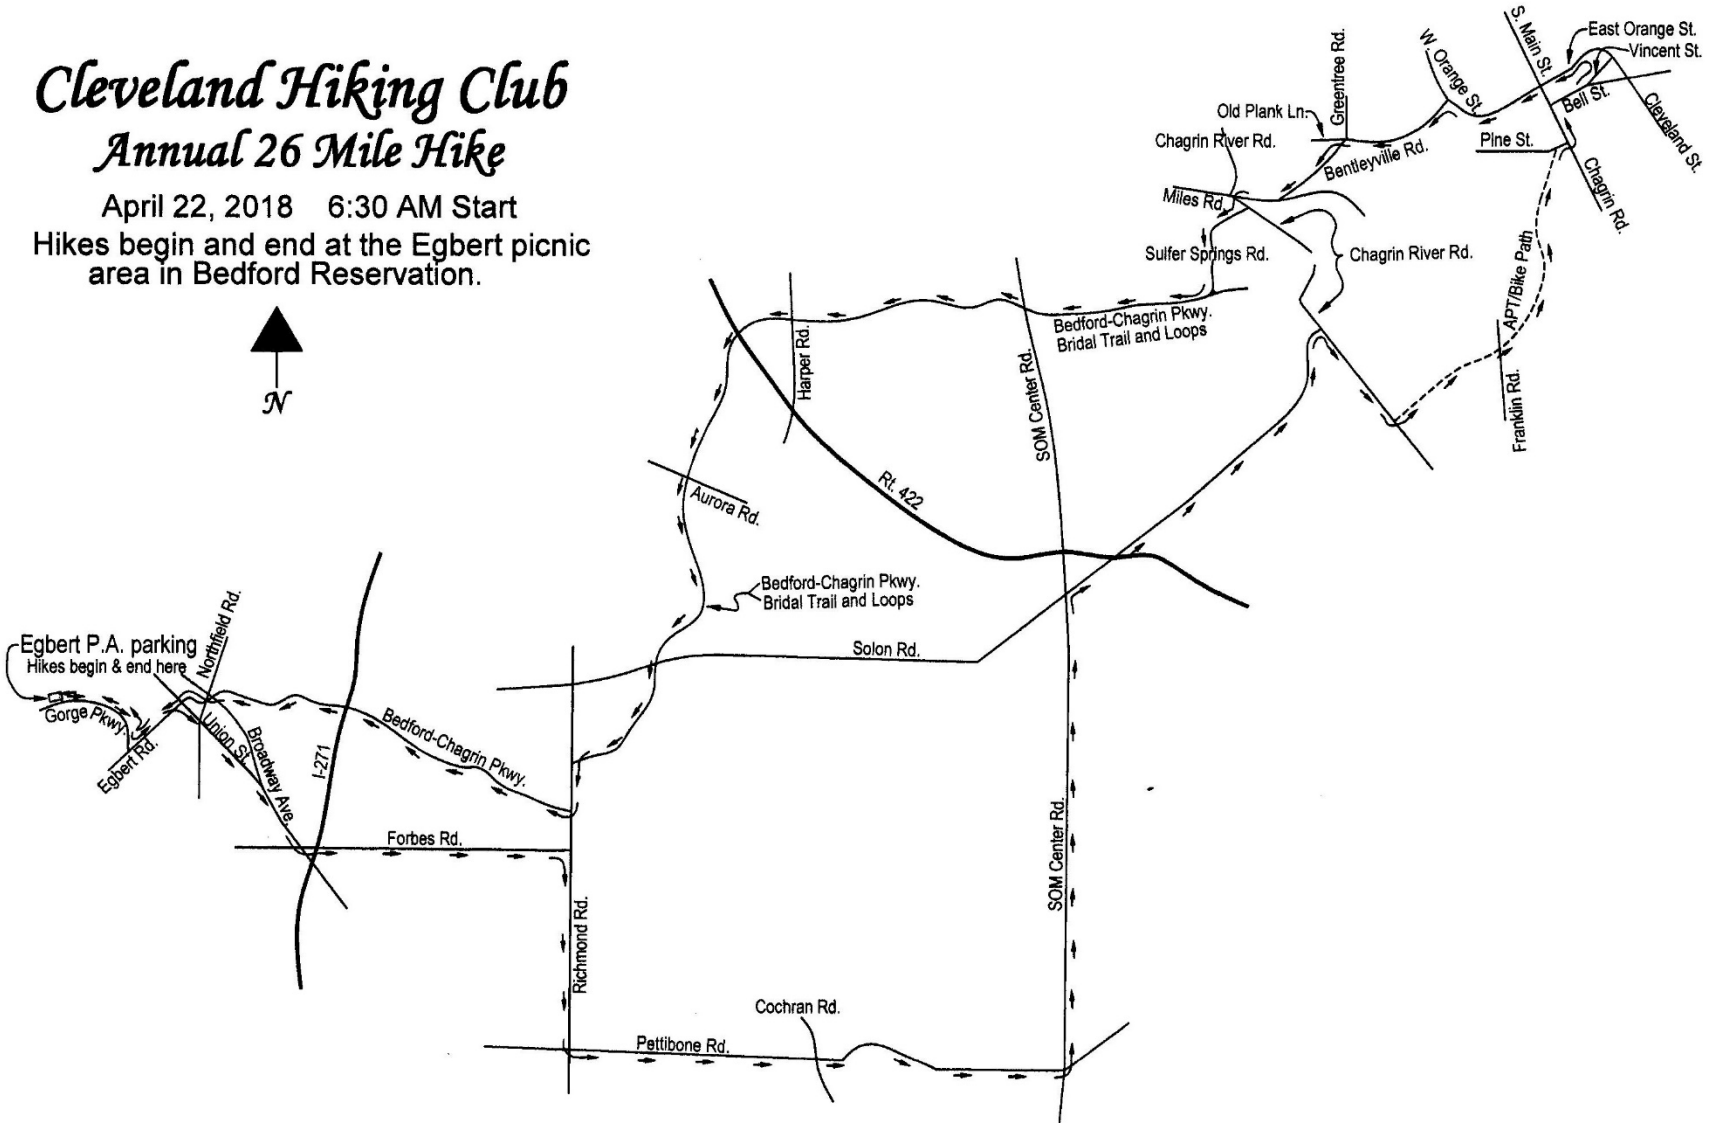 Cleveland Hiking Club
Annual 26 Mile Hike
April 22, 2018 6:30 AM Start
Hikes begin and end at the Egbert picnic
area in Bedford Reservation.
N
S. Main St.
East Orange St.
Vincent St.
W. Orange St.
Greentree Rd.
Old Plank Ln.
Bell St.
Cleveland St.
Chagrin River Rd.
Bentleyville Rd.
Pine St.
Chagrin Rd.
Miles Rd.
Sulfer Springs Rd.
Chagrin River Rd.
APT/Bike Path
Bedford-Chagrin Pkwy.
Bridal Trail and Loops
Harper Rd.
SOM Center Rd.
Franklin Rd.
Aurora Rd.
Rt. 422
Bedford-Chagrin Pkwy.
Bridal Trail and Loops
Northfield Rd.
Egbert P.A. parking
Hikes begin & end here
Solon Rd.
Gorge Pkwy.
Union St.
Broadway Ave.
Egbert Rd.
I-271
Bedford-Chagrin Pkwy.
Forbes Rd.
SOM Center Rd.
Richmond Rd.
Cochran Rd.
Pettibone Rd.